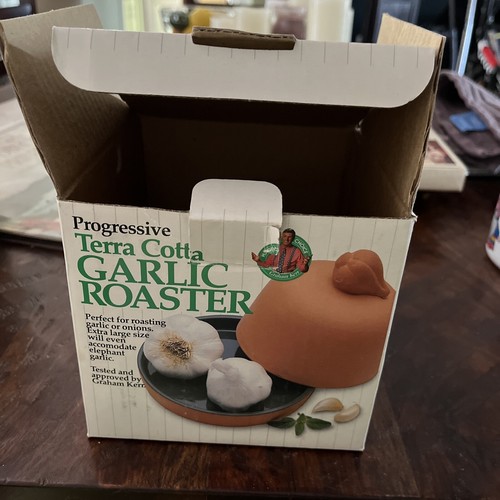 Progressive
Terra Cotta
GARLIC
ROASTER
Perfect for roasting
garlic or onions.
Extra large size
will even
accomodate
elephant
garlic.
Tested and
approved by
Graham Kerr